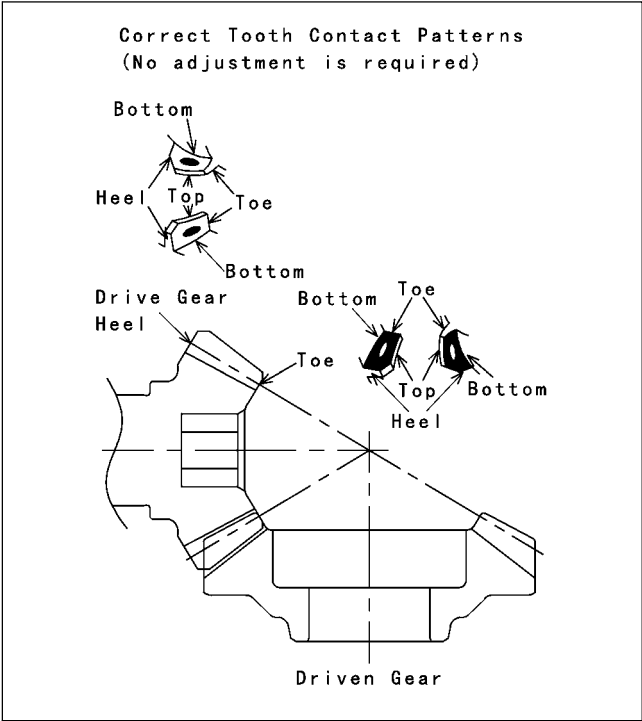 Correct Tooth Contact Patterns
(No adjustment is required)
Bottom
Heel
Top
Toe
Bottom
Drive Gear
Heel
Toe
Bottom
Toe
Top
Bottom
Heel
Driven Gear